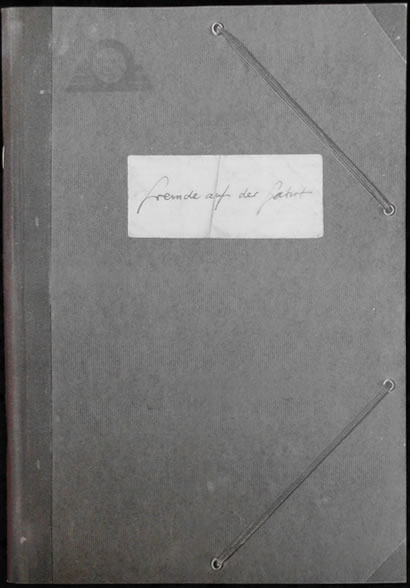 Fremde auf der Fahrt